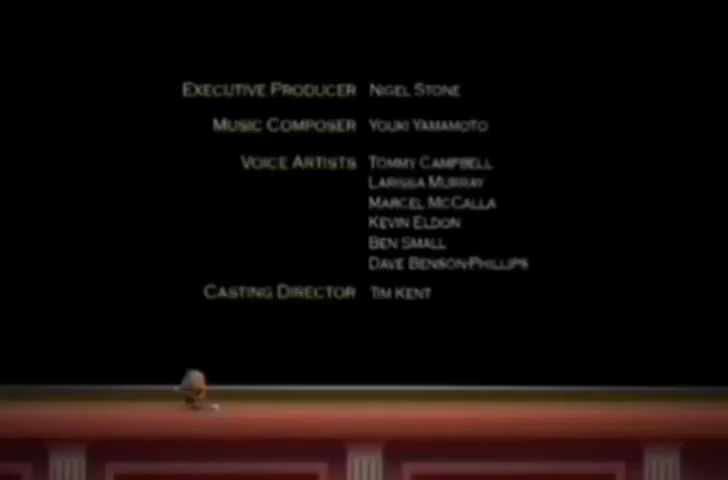 EXECUTIVE PRODUCER NIGEL STONE
MUSIC COMPOSER YOUKI YAMAMOTO
VOICE ARTISTS TOMMY CAMPBELL
LARISSA MURRAY
MARCEL MCCALLA
KEVIN ELDON
BEN SMALL
DAVE BENSON-PHILLIPS
CASTING DIRECTOR TIM KENT